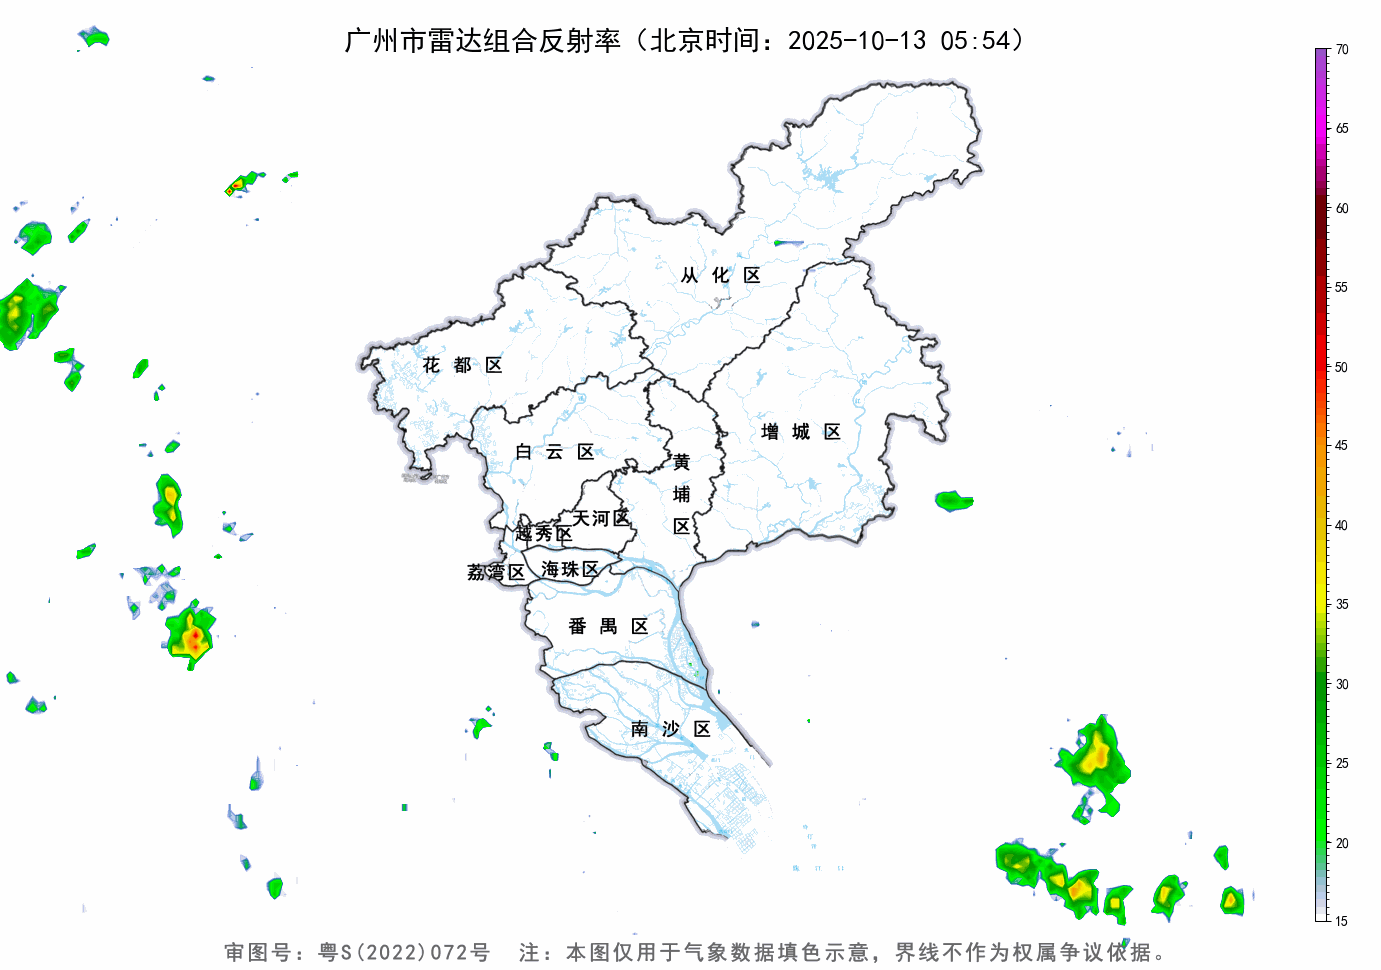 广州市雷达组合反射率（北京时间：2025-10-13 05:54）
70
65
60
55
50
45
40
35
30
25
20
15
从化区
花都区
增城区
白云区
黄埔区
天河区
越秀区
海珠区
荔湾区
番禺区
南沙区
审图号：粤S(2022)072号 注：本图仅用于气象数据填色示意，界线不作为权属争议依据。